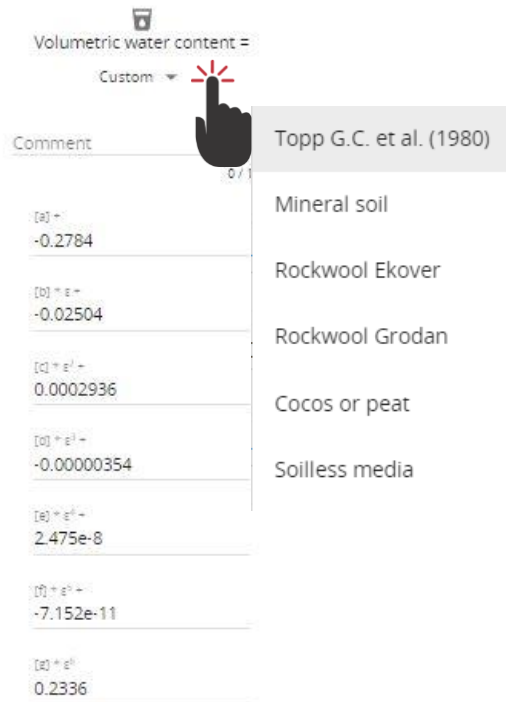 Volumetric water content =
Custom
Comment
0 / 1
[a] +
-0.2784
[b] * ε +
-0.02504
[c] * ε² +
0.0002936
[d] * ε³ +
-0.00000354
[e] * ε⁴ +
2.475e-8
[f] * ε⁵ +
-7.152e-11
[g] * ε⁶
0.2336
Topp G.C. et al. (1980)
Mineral soil
Rockwool Ekover
Rockwool Grodan
Cocos or peat
Soilless media